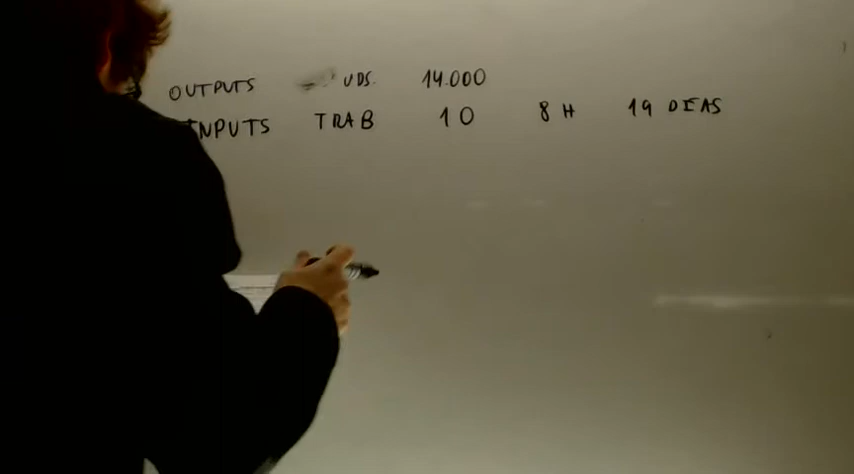 OUTPUTS UDS. 14.000
INPUTS TRAB 10 8 H 19 DIAS